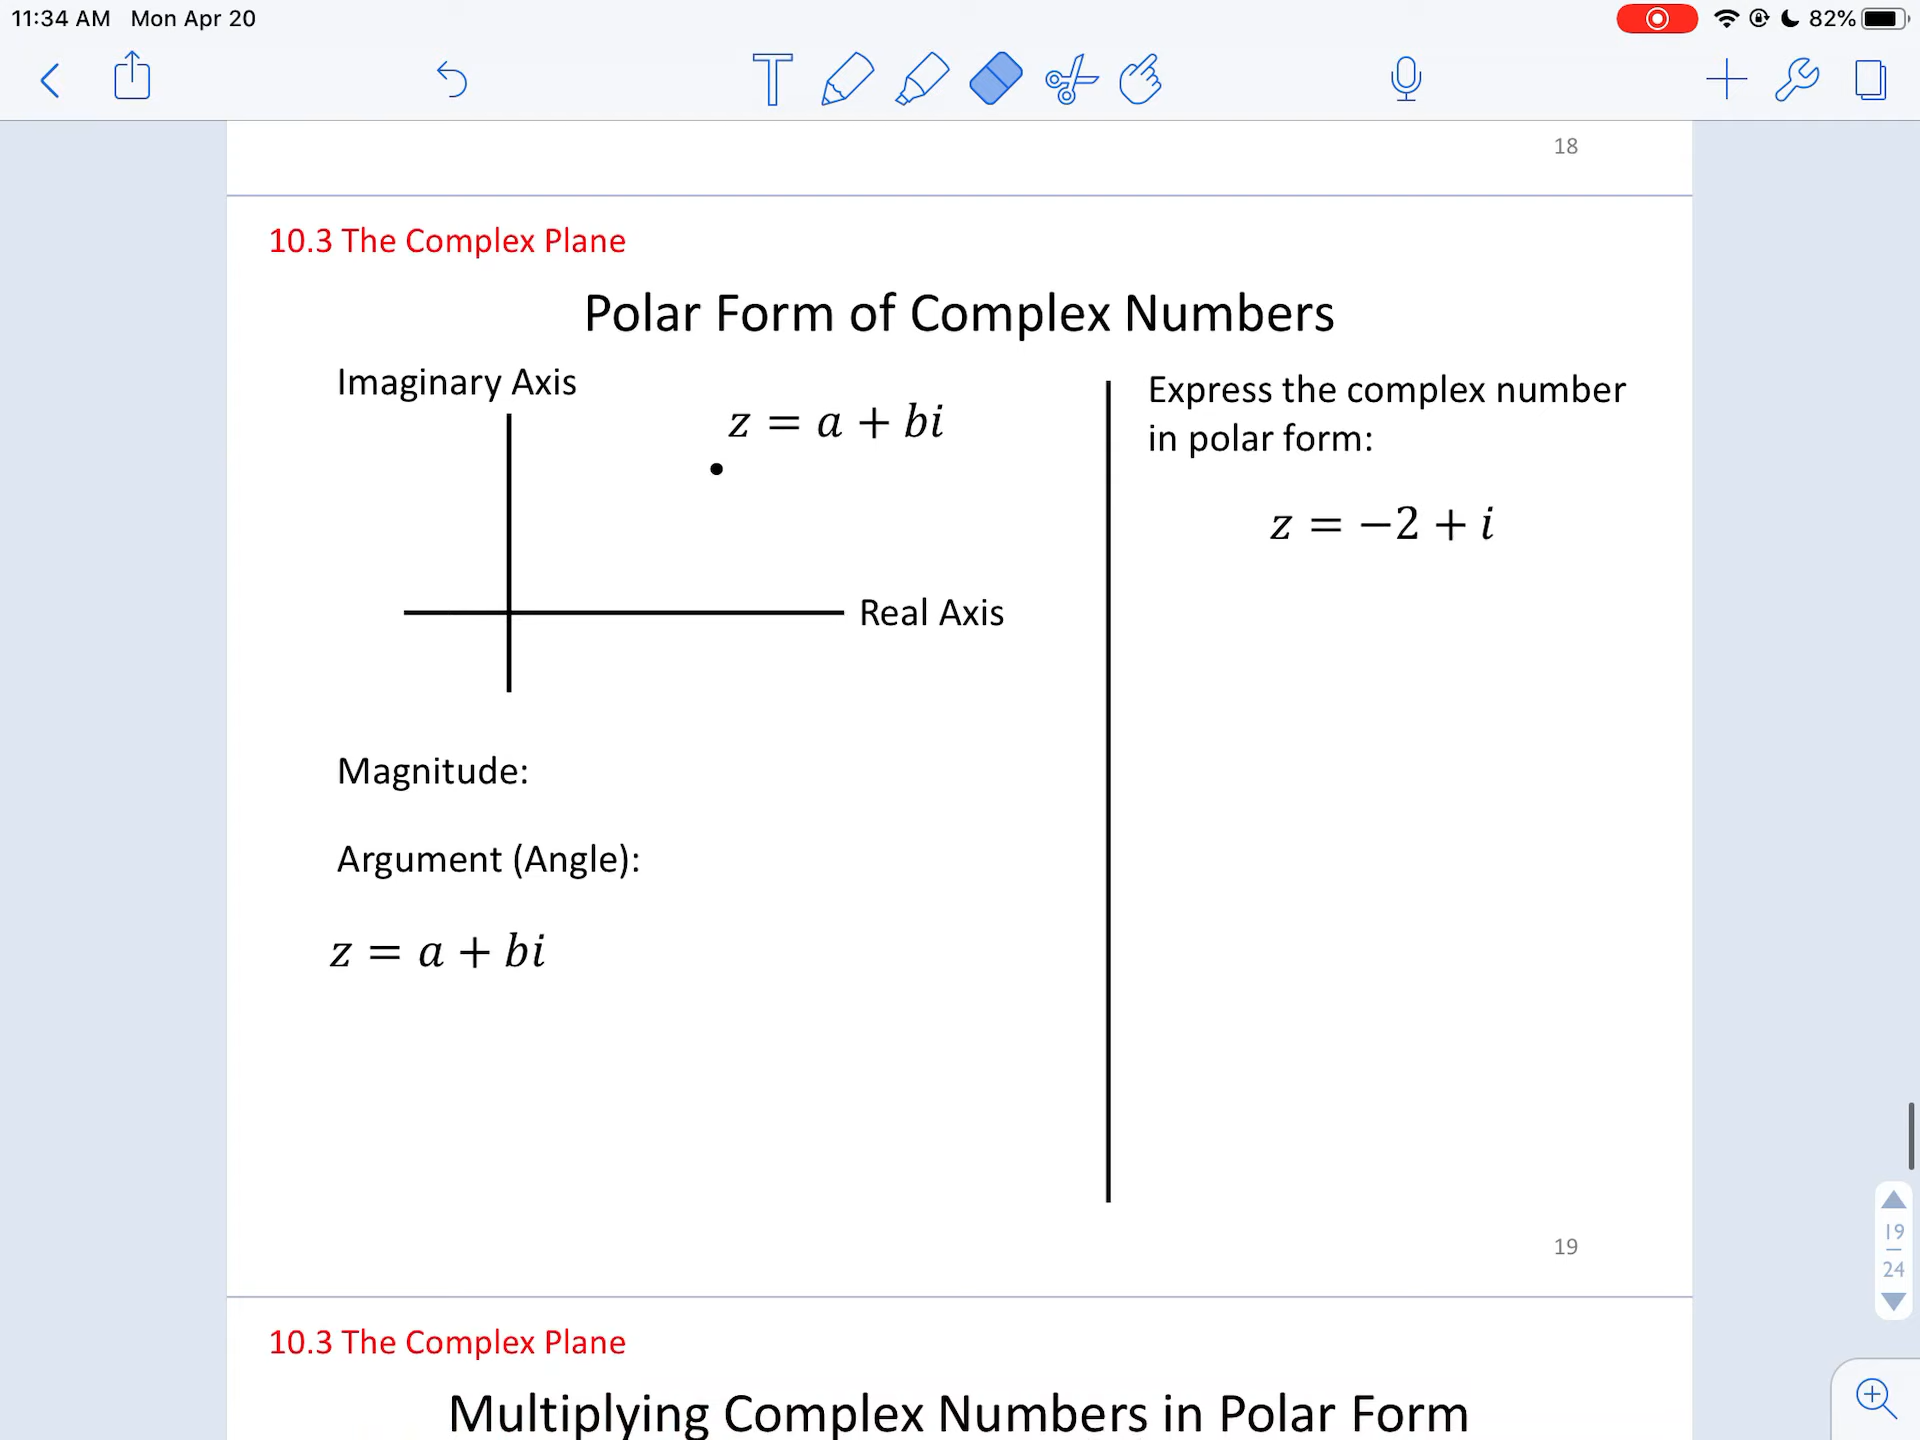 11:34 AM Mon Apr 20
82%
18
10.3 The Complex Plane
Polar Form of Complex Numbers
Imaginary Axis
z = a + bi
Real Axis
Magnitude:
Argument (Angle):
z = a + bi
Express the complex number
in polar form:
z = −2 + i
19
19
24
10.3 The Complex Plane
Multiplying Complex Numbers in Polar Form